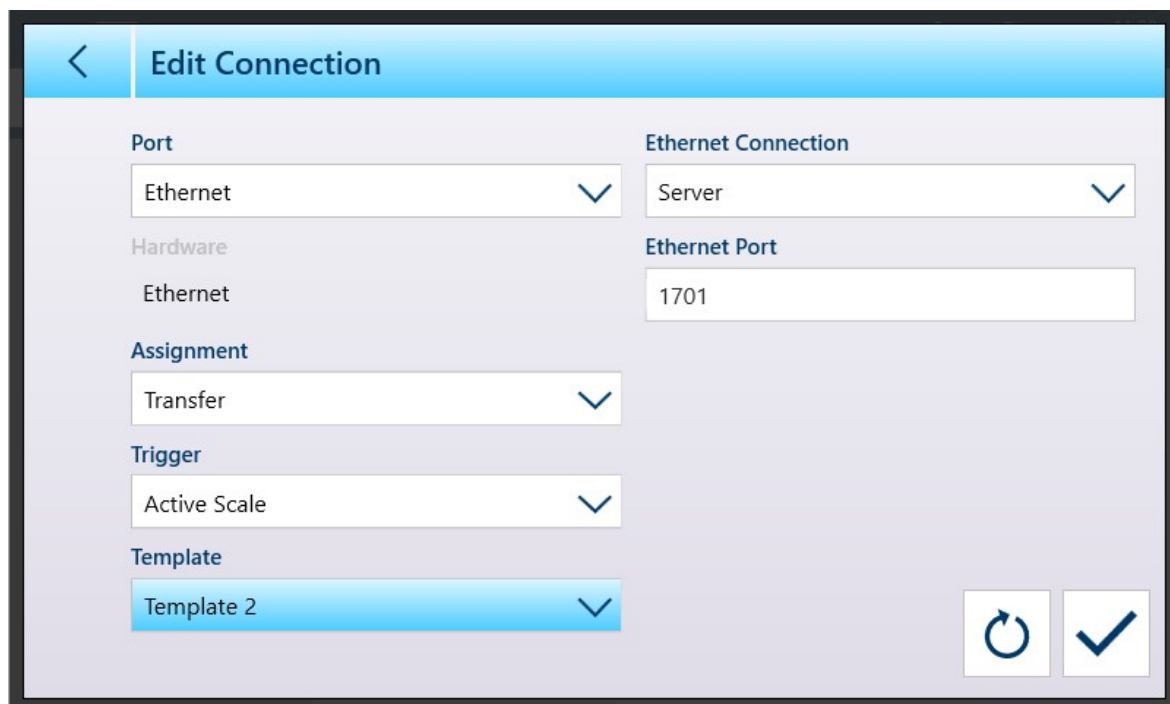 Edit Connection
Port
Ethernet
Hardware
Ethernet
Assignment
Transfer
Trigger
Active Scale
Template
Template 2
Ethernet Connection
Server
Ethernet Port
1701